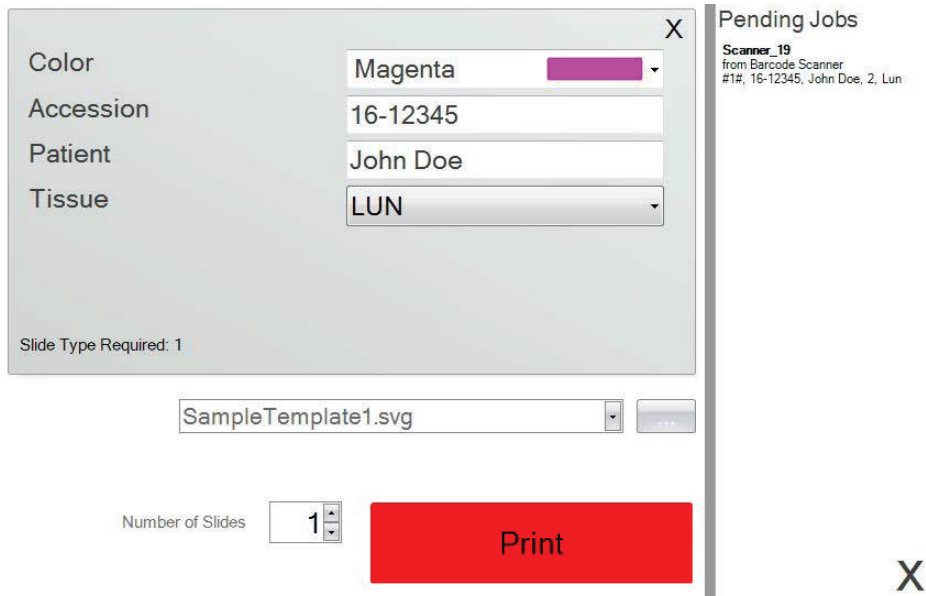 X
Color
Magenta
Accession
16-12345
Patient
John Doe
Tissue
LUN
Slide Type Required: 1
SampleTemplate1.svg
...
Number of Slides
1
Print
Pending Jobs
Scanner_19
from Barcode Scanner
#1#, 16-12345, John Doe, 2, Lun
X